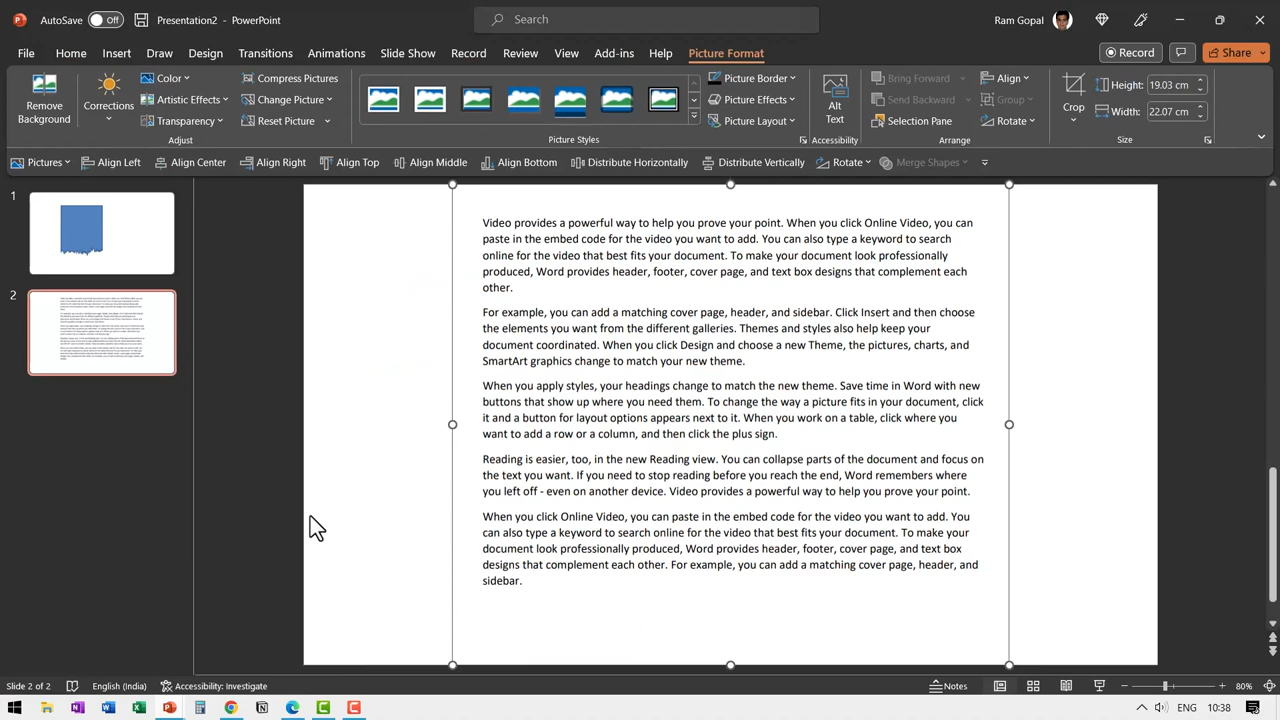 AutoSave Off Presentation2 - PowerPoint Search Ram Gopal
File Home Insert Draw Design Transitions Animations Slide Show Record Review View Add-ins Help Picture Format Record Share
Remove Background
Corrections
Color
Artistic Effects
Transparency
Compress Pictures
Change Picture
Reset Picture
Adjust
Picture Styles
Picture Border
Picture Effects
Picture Layout
Alt Text
Accessibility
Bring Forward
Send Backward
Selection Pane
Align
Group
Rotate
Arrange
Crop
Height: 19.03 cm
Width: 22.07 cm
Size
Pictures Align Left Align Center Align Right Align Top Align Middle Align Bottom Distribute Horizontally Distribute Vertically Rotate Merge Shapes
1
2
Video provides a powerful way to help you prove your point. When you click Online Video, you can
paste in the embed code for the video you want to add. You can also type a keyword to search
online for the video that best fits your document. To make your document look professionally
produced, Word provides header, footer, cover page, and text box designs that complement each
other.
For example, you can add a matching cover page, header, and sidebar. Click Insert and then choose
the elements you want from the different galleries. Themes and styles also help keep your
document coordinated. When you click Design and choose a new Theme, the pictures, charts, and
SmartArt graphics change to match your new theme.
When you apply styles, your headings change to match the new theme. Save time in Word with new
buttons that show up where you need them. To change the way a picture fits in your document, click
it and a button for layout options appears next to it. When you work on a table, click where you
want to add a row or a column, and then click the plus sign.
Reading is easier, too, in the new Reading view. You can collapse parts of the document and focus on
the text you want. If you need to stop reading before you reach the end, Word remembers where
you left off - even on another device. Video provides a powerful way to help you prove your point.
When you click Online Video, you can paste in the embed code for the video you want to add. You
can also type a keyword to search online for the video that best fits your document. To make your
document look professionally produced, Word provides header, footer, cover page, and text box
designs that complement each other. For example, you can add a matching cover page, header, and
sidebar.
Slide 2 of 2 English (India) Accessibility: Investigate Notes 80%
ENG 10:38